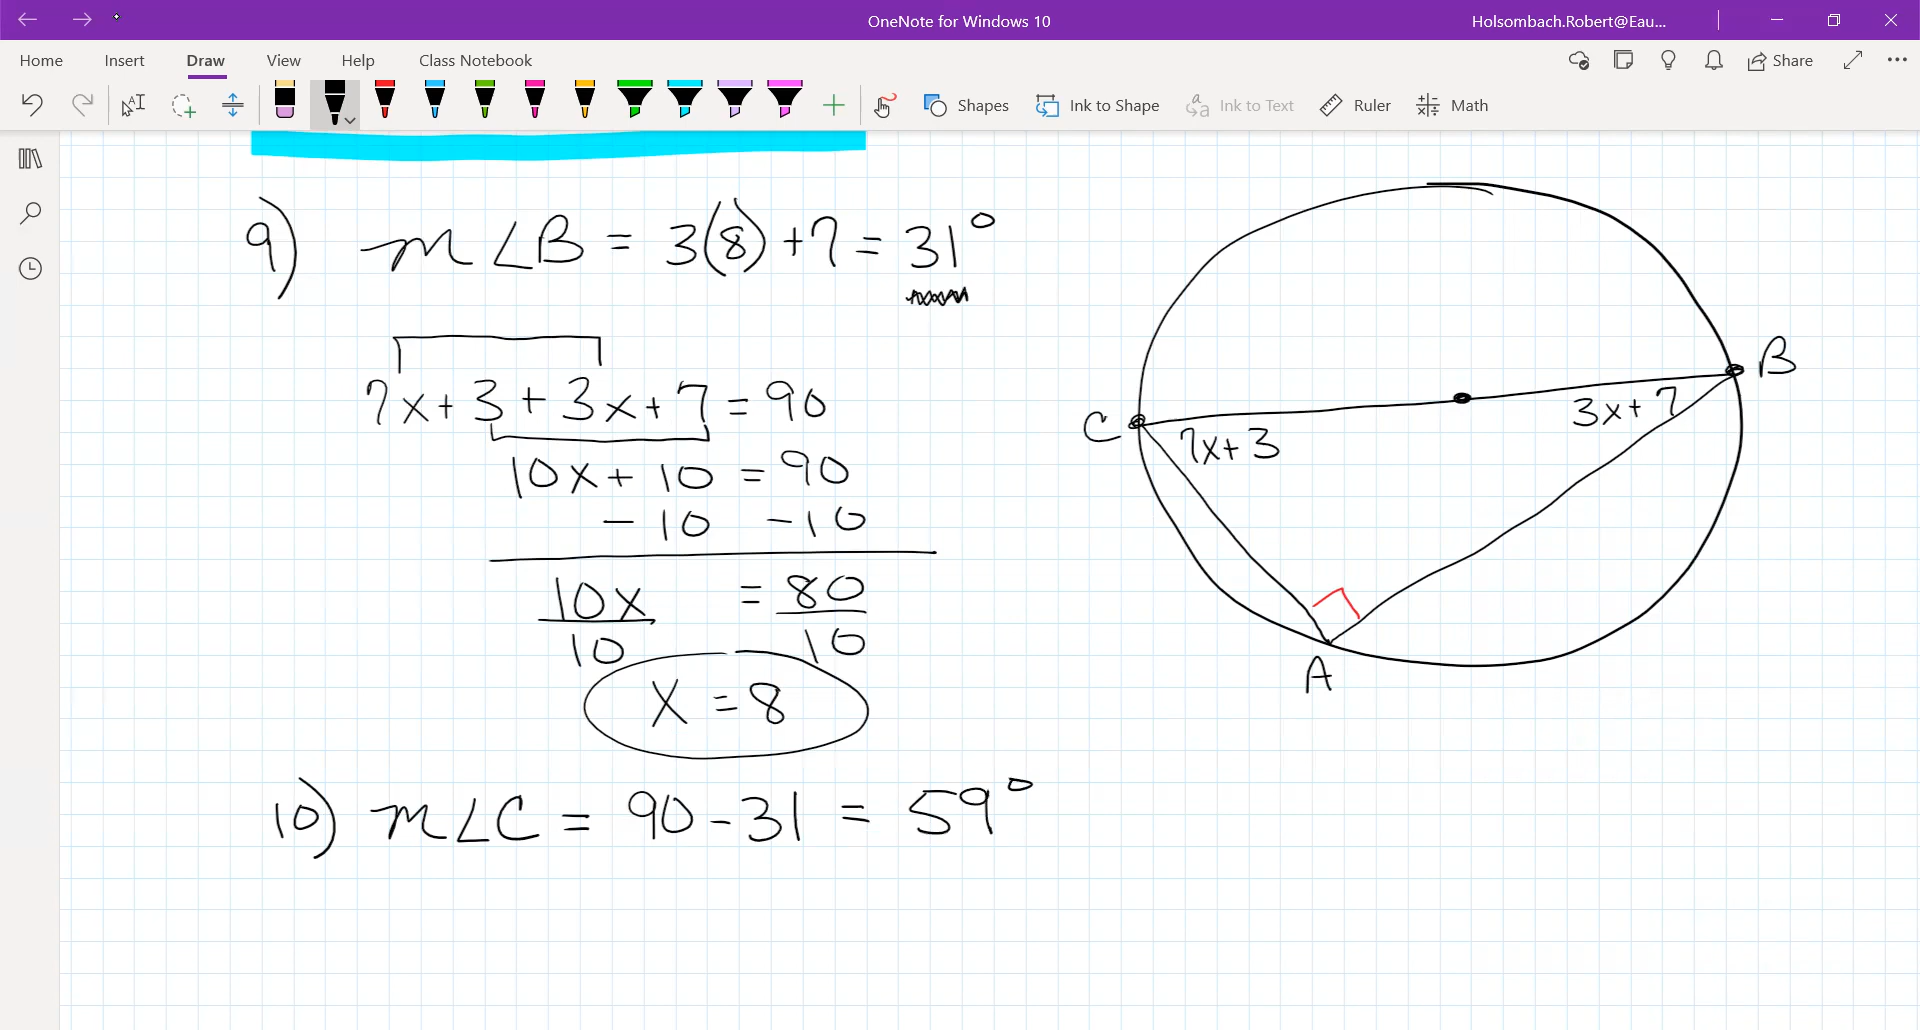 OneNote for Windows 10
Holsombach.Robert@Eau...
Home Insert Draw View Help Class Notebook
Share
Shapes Ink to Shape Ink to Text Ruler Math
9) m∠B = 3(8) + 7 = 31°
7x + 3 + 3x + 7 = 90
10x + 10 = 90
- 10 - 10
10x = 80
10 10
x = 8
10) m∠C = 90 - 31 = 59°
B
3x + 7
C
7x + 3
A